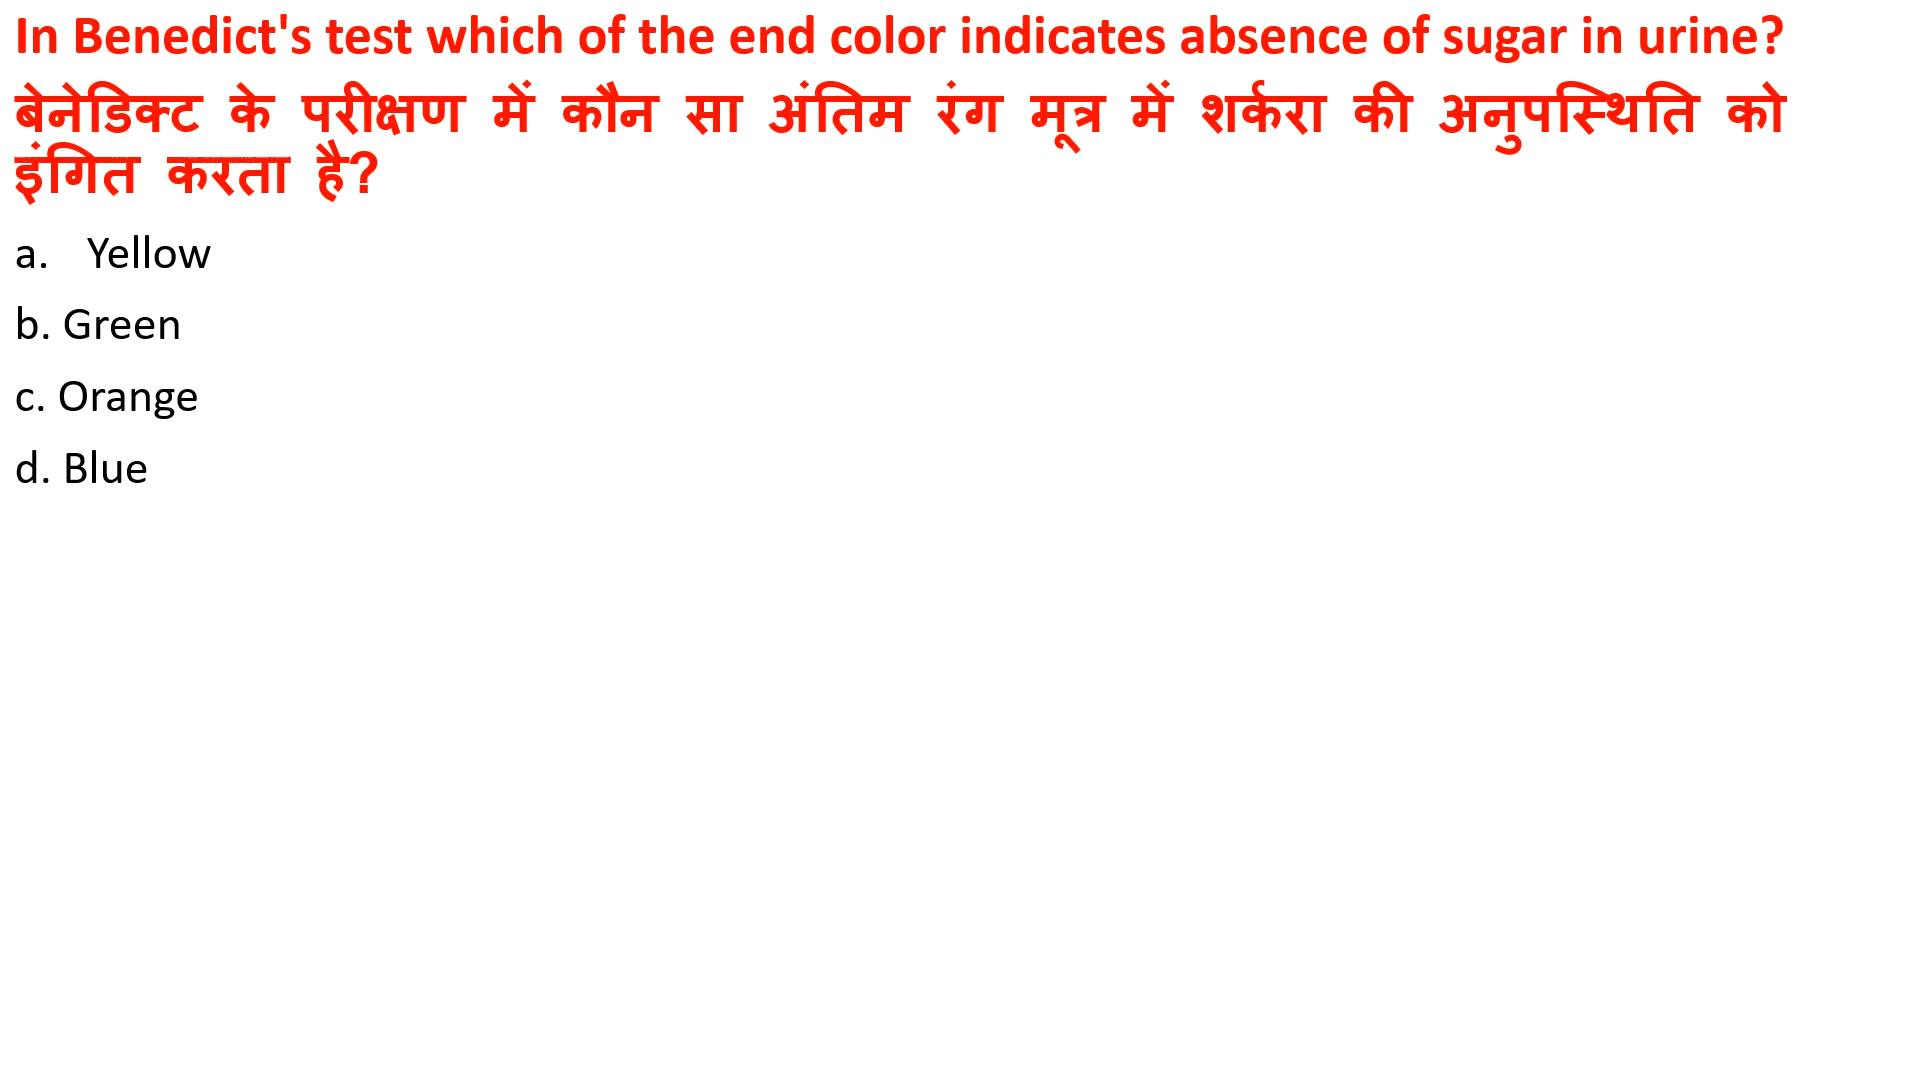 In Benedict's test which of the end color indicates absence of sugar in urine?
बेनेडिक्ट के परीक्षण में कौन सा अंतिम रंग मूत्र में शर्करा की अनुपस्थिति को
इंगित करता है?
a. Yellow
b. Green
c. Orange
d. Blue